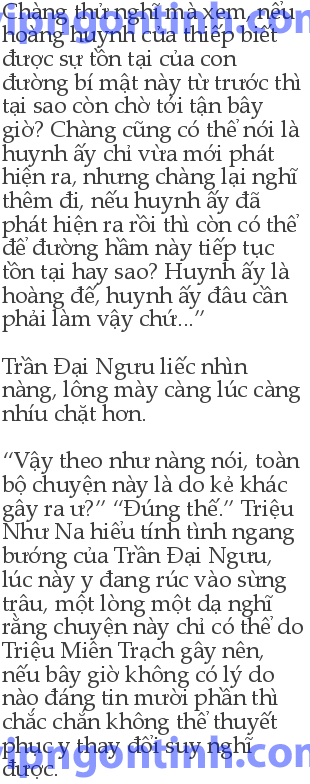 Chàng thử nghĩ mà xem, nếu
vipngontinh.com
hoàng huynh của thiếp biết
được sự tồn tại của con
đường bí mật này từ trước thì
tại sao còn chờ tới tận bây
giờ? Chàng cũng có thể nói là
huynh ấy chỉ vừa mới phát
hiện ra, nhưng chàng lại nghĩ
thêm đi, nếu huynh ấy đã
phát hiện ra rồi thì còn có thể
để đường hầm này tiếp tục
tồn tại hay sao? Huynh ấy là
hoàng đế, huynh ấy đâu cần
phải làm vậy chứ...”
Trần Đại Ngưu liếc nhìn
nàng, lông mày càng lúc càng
nhíu chặt hơn.
“Vậy theo như nàng nói, toàn
bộ chuyện này là do kẻ khác
gây ra ư?” “Đúng thế.” Triệu
Như Na hiểu tính tình ngang
bướng của Trần Đại Ngưu,
lúc này y đang rúc vào sừng
trâu, một lòng một dạ nghĩ
rằng chuyện này chỉ có thể do
Triệu Miên Trạch gây nên,
nếu bây giờ không có lý do
nào đáng tin mười phần thì
chắc chắn không thể thuyết
phục y thay đổi suy nghĩ
vipngontinh.com
được.